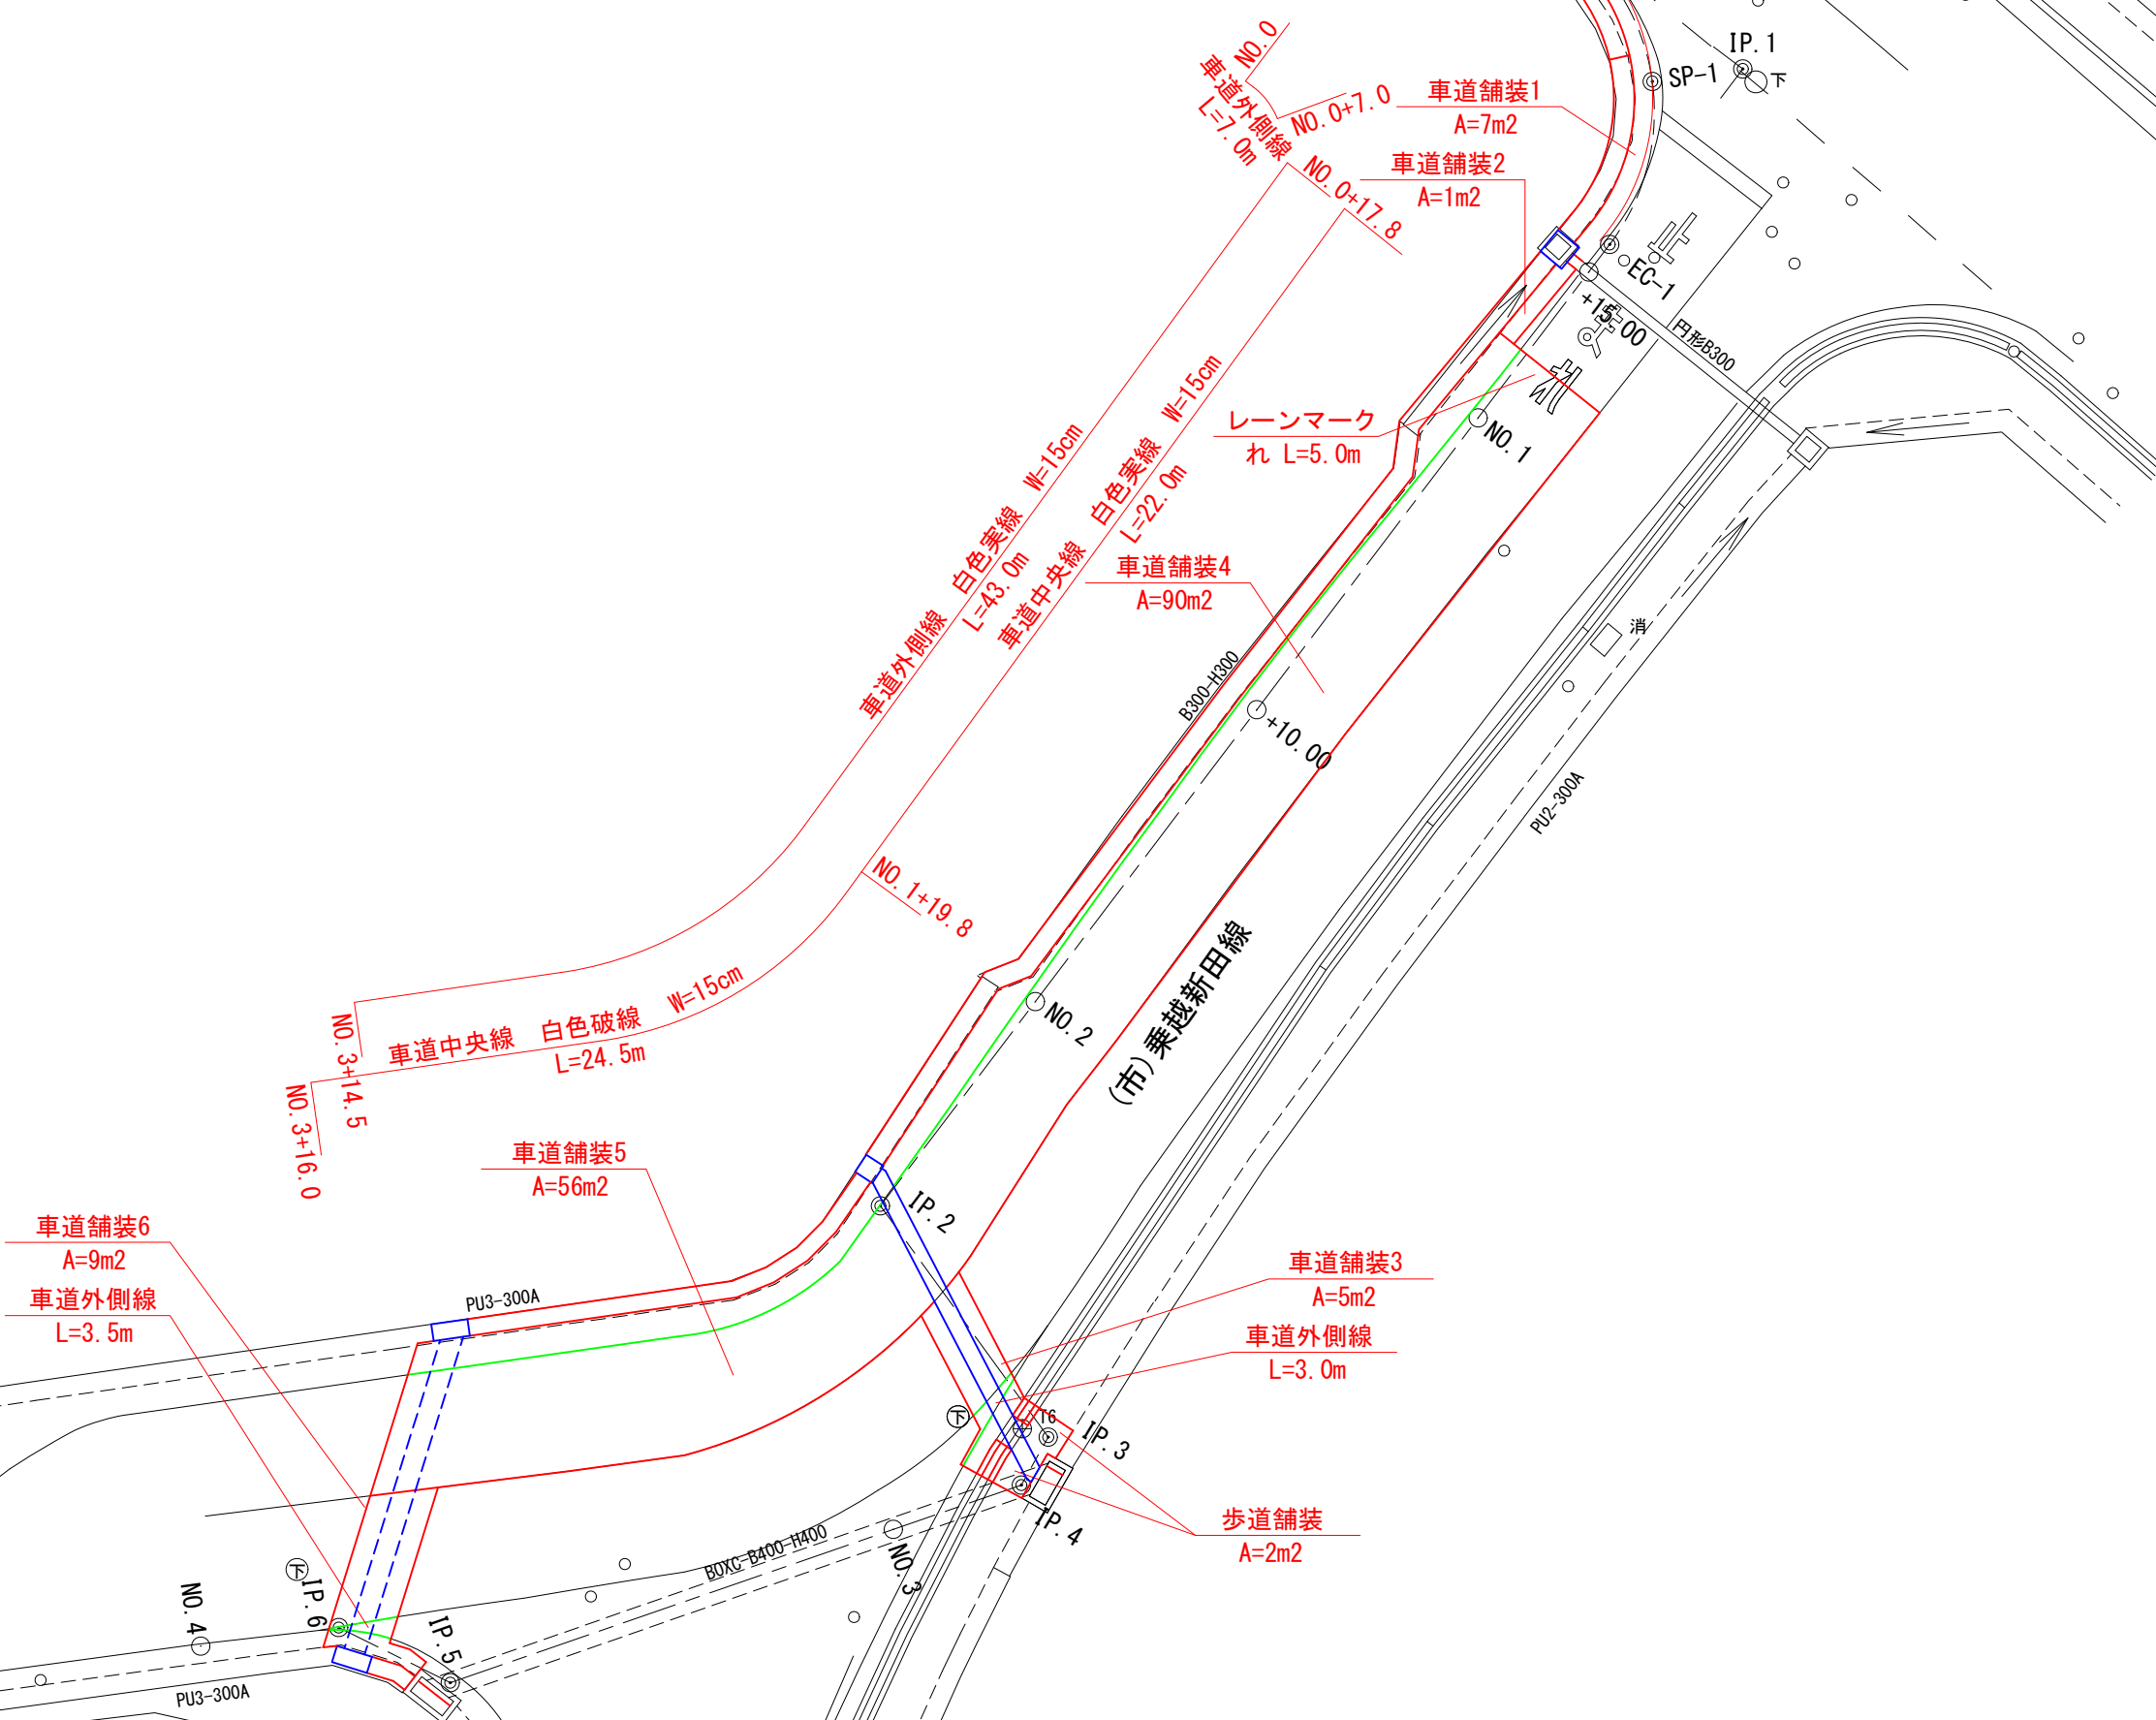 NO.0
IP.1
SP-1
下
車道外側線
L=7.0m
NO.0+7.0
車道舗装1
A=7m2
車道舗装2
A=1m2
NO.0+17.8
EC-1
+15.00
止
ま
れ
円形B300
車道外側線 白色実線 W=15cm
L=43.0m
車道中央線 白色実線 W=15cm
L=22.0m
レーンマーク
れ L=5.0m
NO.1
車道舗装4
A=90m2
消
B300-H300
+10.00
PU2-300A
NO.1+19.8
(市)乗越新田線
NO.2
NO.3+14.5
車道中央線 白色破線 W=15cm
L=24.5m
NO.3+16.0
車道舗装5
A=56m2
IP.2
車道舗装6
A=9m2
車道外側線
L=3.5m
PU3-300A
車道舗装3
A=5m2
車道外側線
L=3.0m
下
T6
IP.3
IP.4
歩道舗装
A=2m2
BOXC-B400-H400
NO.3
下
IP.6
NO.4
IP.5
PU3-300A